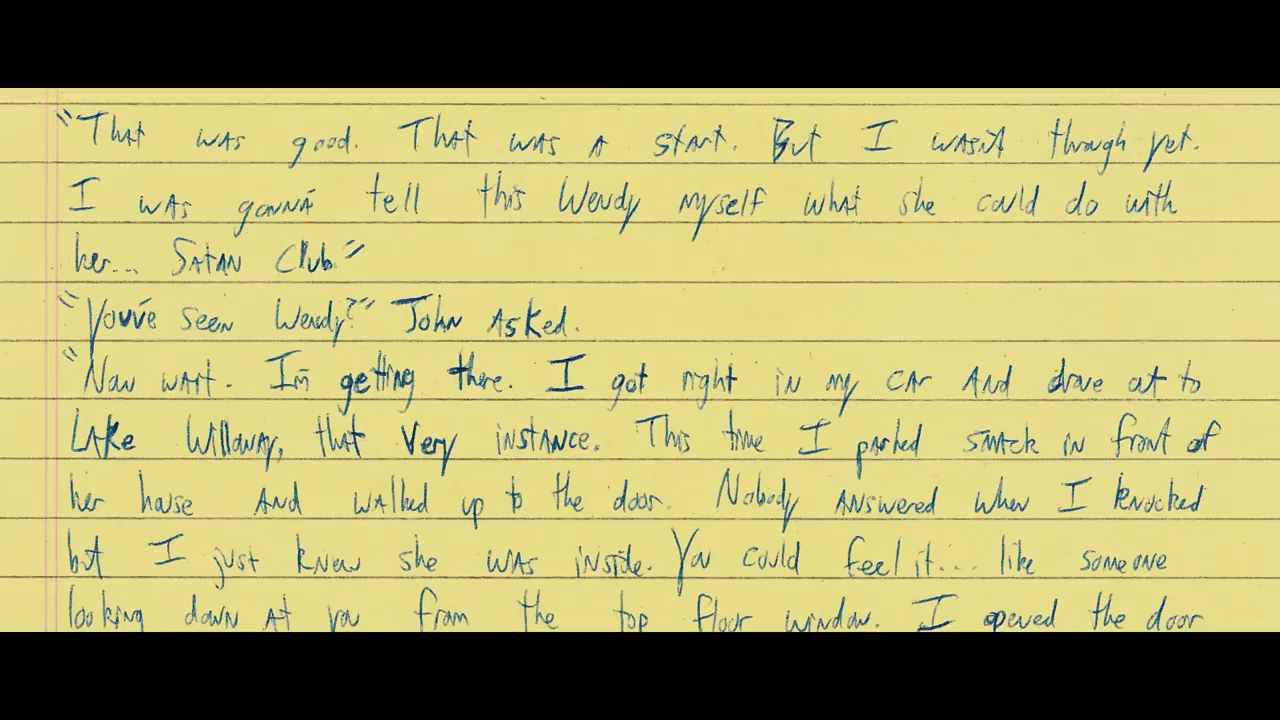 "That was good. That was a start. But I wasn't though yet.
I was gonna tell this Wendy myself what she could do with
her... Satan Club."
"You've seen Wendy?" John asked.
"Now wait. I'm getting there. I got right in my car and drove out to
Lake Willaway, that very instance. This time I parked smack in front of
her house and walked up to the door. Nobody answered when I knocked
but I just knew she was inside. You could feel it.... like someone
looking down at you from the top floor window. I opened the door